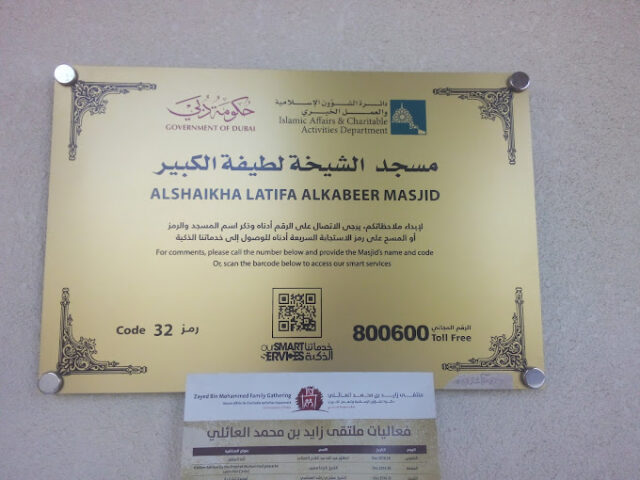 حكومة دبي
GOVERNMENT OF DUBAI
دائرة الشؤون الإسلامية
والعمل الخيري
Islamic Affairs & Charitable
Activities Department
مسجد الشيخة لطيفة الكبير
ALSHAIKHA LATIFA ALKABEER MASJID
لإبداء ملاحظاتكم، يرجى الاتصال على الرقم أدناه وذكر اسم المسجد والرمز
أو المسح على رمز الاستجابة السريعة أدناه للوصول إلى خدماتنا الذكية
For comments, please call the number below and provide the Masjid's name and code
Or, scan the barcode below to access our smart services
Code 32 رمز
OUR SMART خدماتنا
SERVICES الذكية
800600 الرقم المجاني
Toll Free
Zayed Bin Mohammed Family Gathering
ملتقى زايد بن محمد العائلي
فعاليات ملتقى زايد بن محمد العائلي